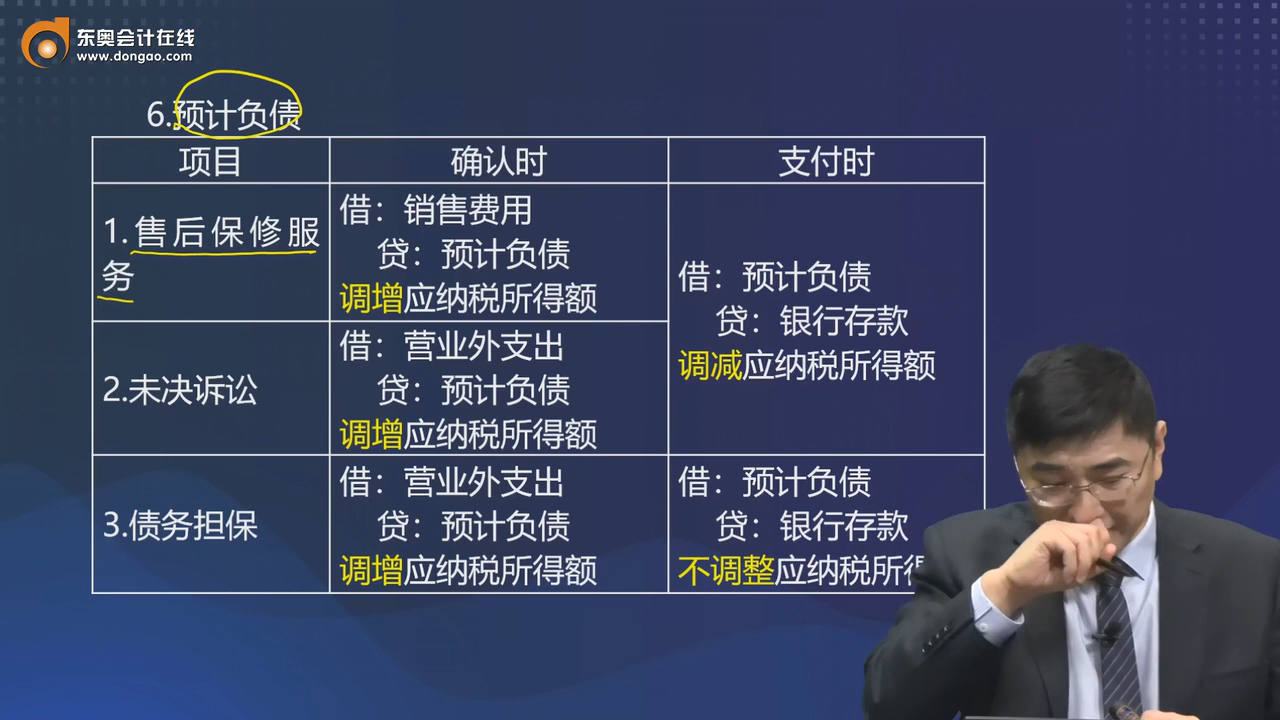 东奥会计在线
www.dongao.com
6.预计负债
项目
确认时
支付时
1.售后保修服
务
借：销售费用
贷：预计负债
调增应纳税所得额
借：预计负债
贷：银行存款
调减应纳税所得额
2.未决诉讼
借：营业外支出
贷：预计负债
调增应纳税所得额
3.债务担保
借：营业外支出
贷：预计负债
调增应纳税所得额
借：预计负债
贷：银行存款
不调整应纳税所得